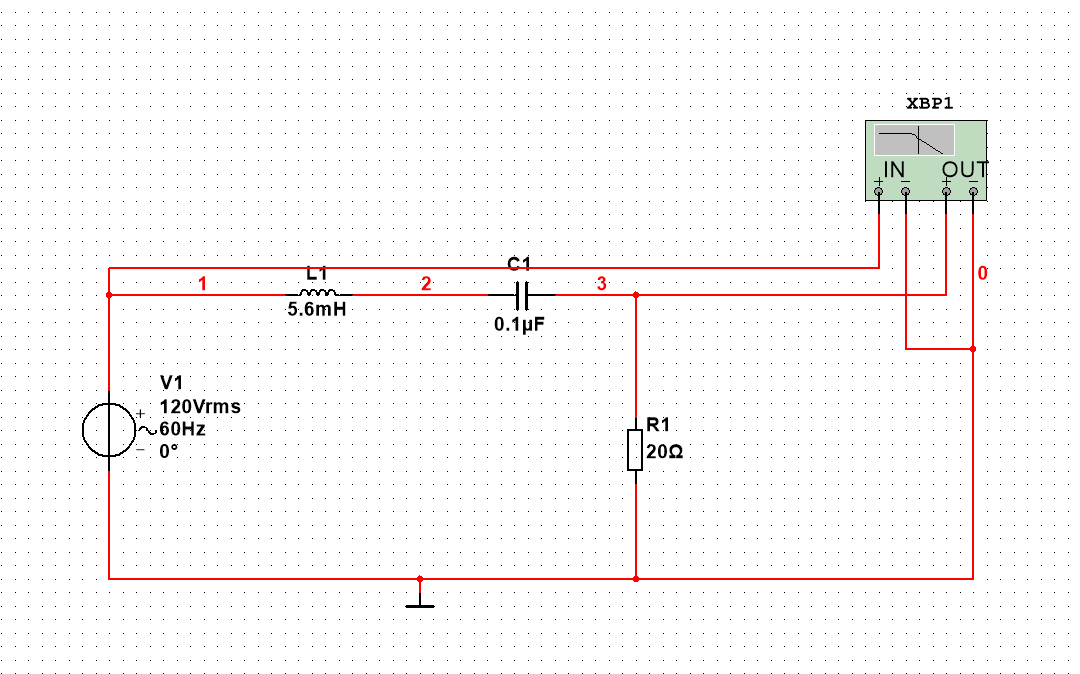 XBP1
IN OUT
+ − + −
0
L1
C1
1
2
3
5.6mH
0.1µF
V1
120Vrms
60Hz
0°
+
−
R1
20Ω